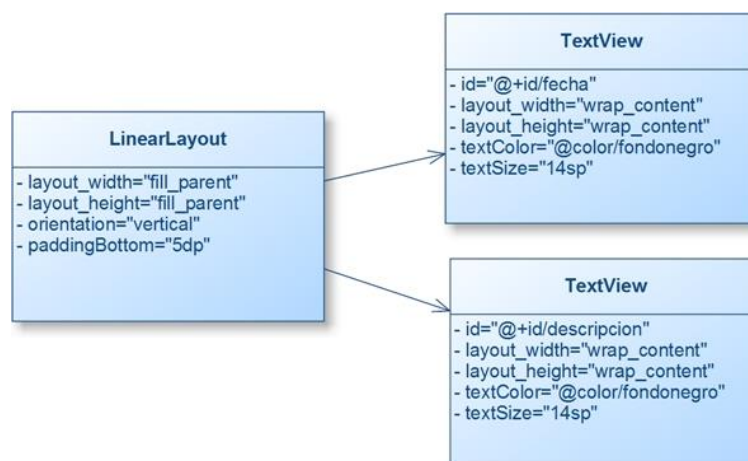 LinearLayout
- layout_width="fill_parent"
- layout_height="fill_parent"
- orientation="vertical"
- paddingBottom="5dp"
TextView
- id="@+id/fecha"
- layout_width="wrap_content"
- layout_height="wrap_content"
- textColor="@color/fondonegro"
- textSize="14sp"
TextView
- id="@+id/descripcion"
- layout_width="wrap_content"
- layout_height="wrap_content"
- textColor="@color/fondonegro"
- textSize="14sp"